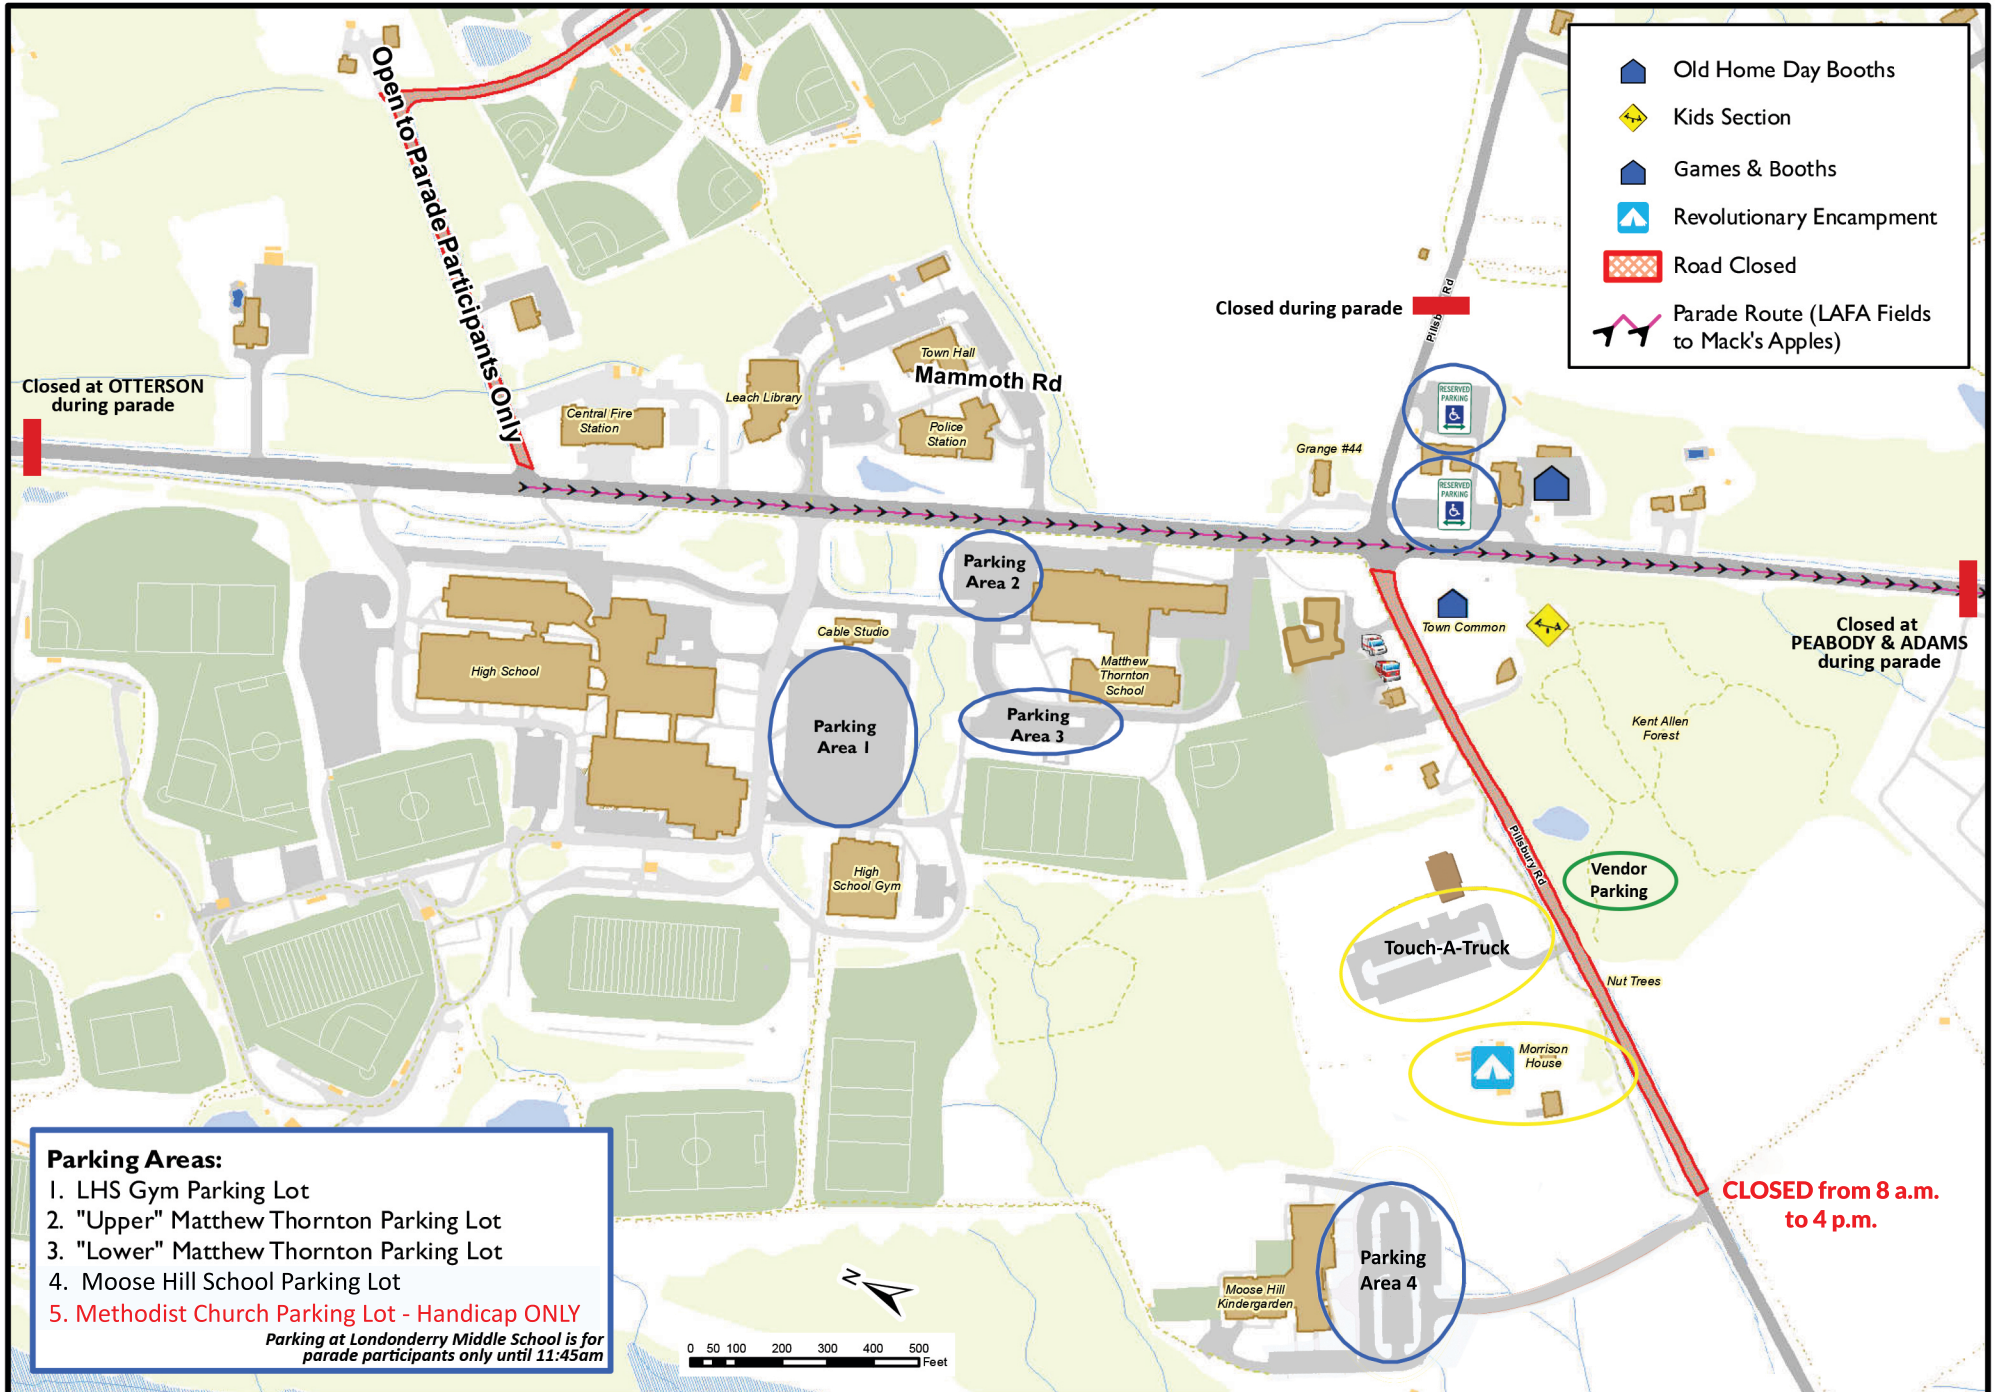 Open to Parade Participants Only
Old Home Day Booths
Kids Section
Games & Booths
Revolutionary Encampment
Road Closed
Parade Route (LAFA Fields
to Mack's Apples)
Closed during parade
Pillsb Rd
Closed at OTTERSON
during parade
Town Hall
Mammoth Rd
Leach Library
Central Fire
Station
Police
Station
Grange #44
RESERVED
PARKING
RESERVED
PARKING
Parking
Area 2
Cable Studio
High School
Matthew
Thornton
School
Town Common
Closed at
PEABODY & ADAMS
during parade
Parking
Area 1
Parking
Area 3
Kent Allen
Forest
Pillsbury Rd
Vendor
Parking
High
School Gym
Touch-A-Truck
Nut Trees
Morrison
House
CLOSED from 8 a.m.
to 4 p.m.
Parking
Area 4
Moose Hill
Kindergarden
Parking Areas:
1. LHS Gym Parking Lot
2. "Upper" Matthew Thornton Parking Lot
3. "Lower" Matthew Thornton Parking Lot
4. Moose Hill School Parking Lot
5. Methodist Church Parking Lot - Handicap ONLY
Parking at Londonderry Middle School is for
parade participants only until 11:45am
N
0 50 100 200 300 400 500
Feet